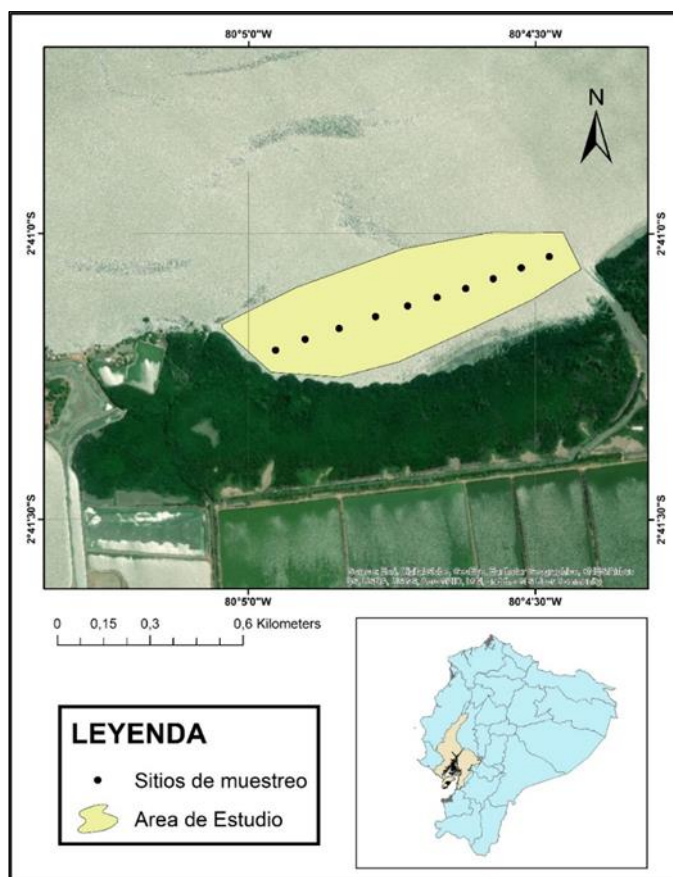 80°5'0"W 80°4'30"W
N
2°41'0"S 2°41'0"S
2°41'30"S 2°41'30"S
80°5'0"W 80°4'30"W
0 0,15 0,3 0,6 Kilometers
LEYENDA
Sitios de muestreo
Area de Estudio